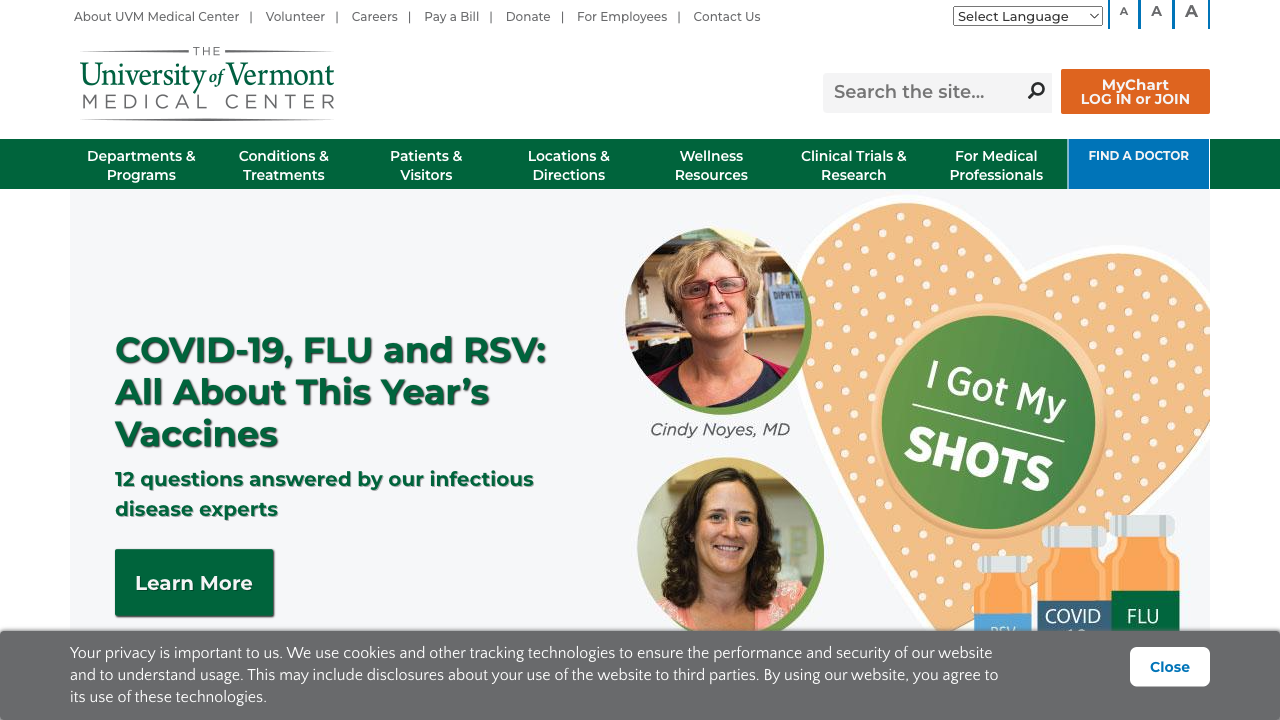 About UVM Medical Center | Volunteer | Careers | Pay a Bill | Donate | For Employees | Contact Us
Select Language
A A A
THE
University of Vermont
MEDICAL CENTER
Search the site...
MyChart
LOG IN or JOIN
Departments &
Programs
Conditions &
Treatments
Patients &
Visitors
Locations &
Directions
Wellness
Resources
Clinical Trials &
Research
For Medical
Professionals
FIND A DOCTOR
COVID-19, FLU and RSV:
All About This Year's
Vaccines
12 questions answered by our infectious
disease experts
Learn More
DIPHTHE
Cindy Noyes, MD
I Got My
SHOTS
RSV
COVID
19
FLU
Your privacy is important to us. We use cookies and other tracking technologies to ensure the performance and security of our website
and to understand usage. This may include disclosures about your use of the website to third parties. By using our website, you agree to
its use of these technologies.
Close